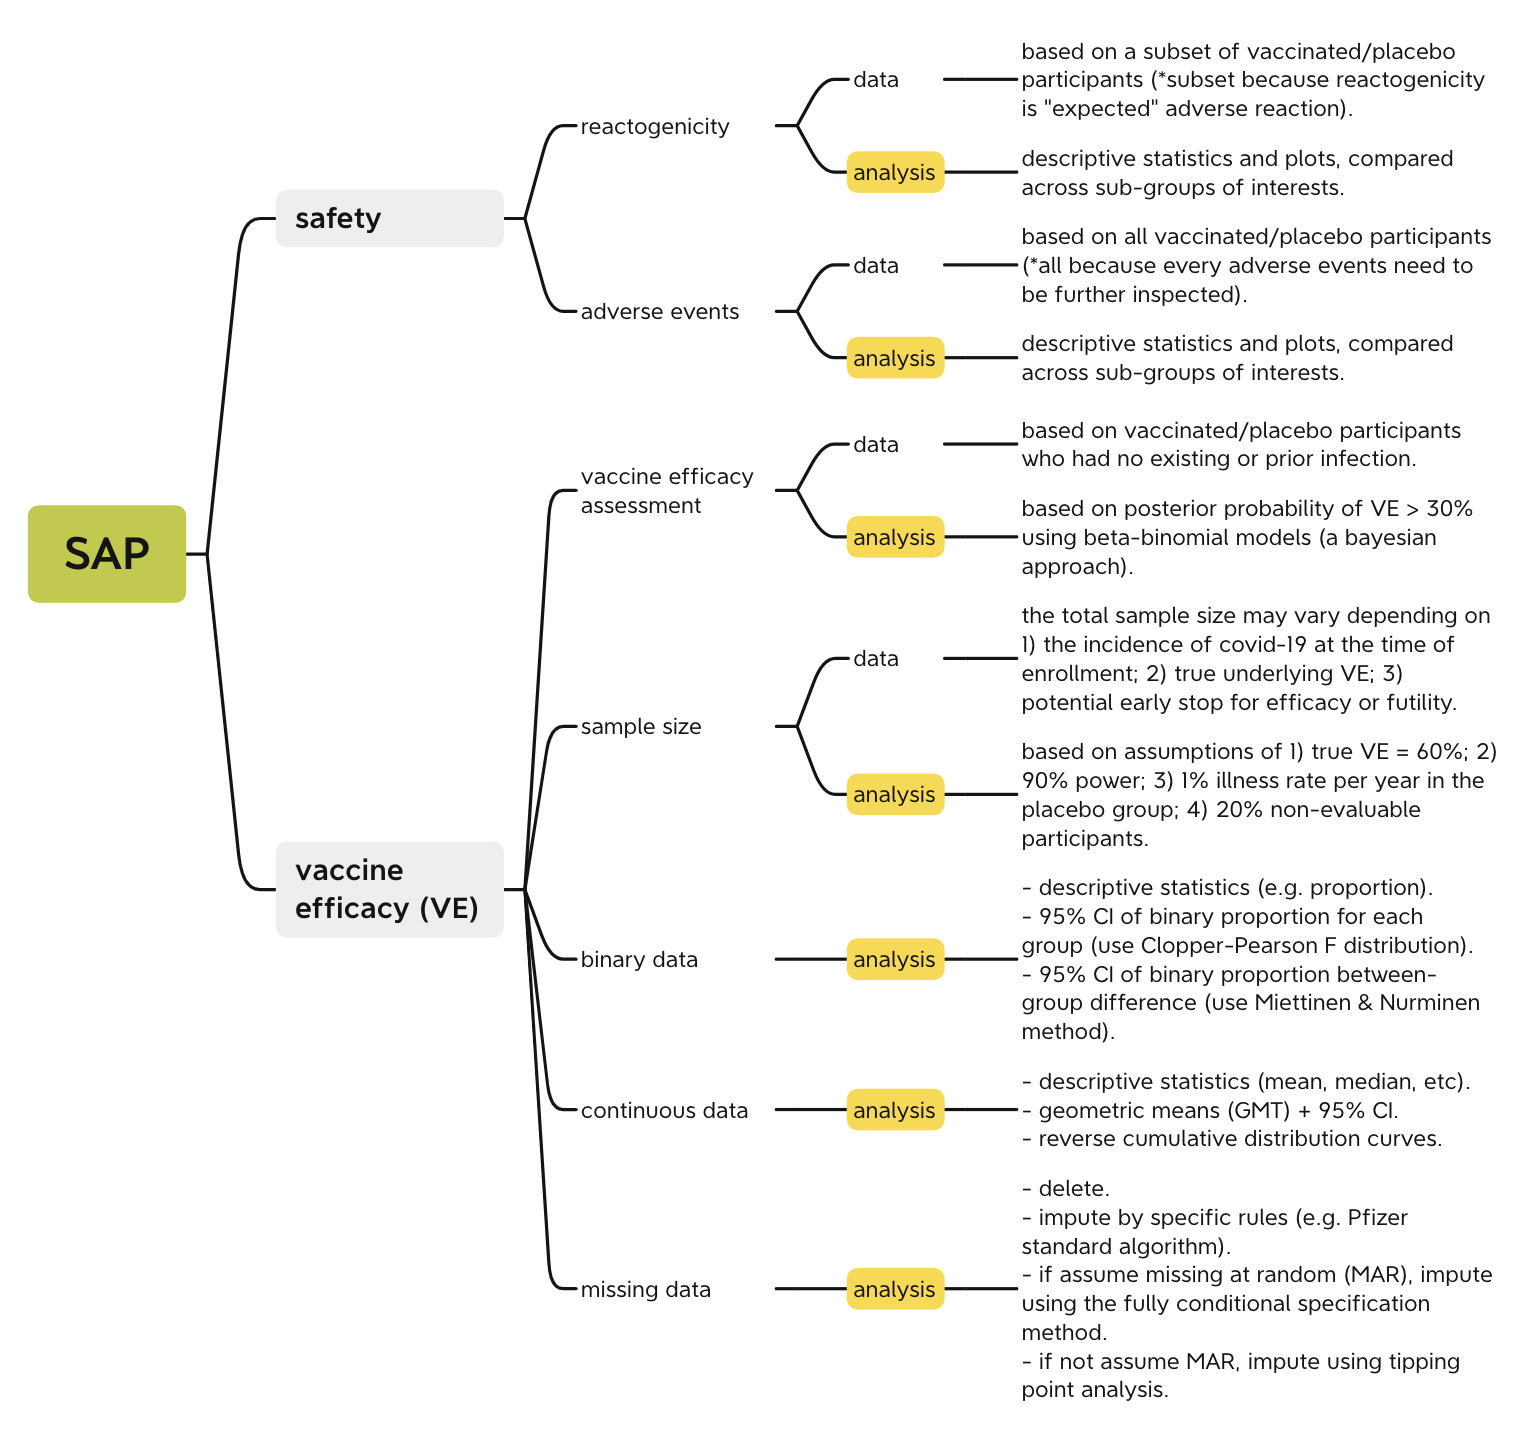 SAP
safety
reactogenicity
data
based on a subset of vaccinated/placebo
participants (*subset because reactogenicity
is "expected" adverse reaction).
analysis
descriptive statistics and plots, compared
across sub-groups of interests.
adverse events
data
based on all vaccinated/placebo participants
(*all because every adverse events need to
be further inspected).
analysis
descriptive statistics and plots, compared
across sub-groups of interests.
vaccine
efficacy (VE)
vaccine efficacy
assessment
data
based on vaccinated/placebo participants
who had no existing or prior infection.
analysis
based on posterior probability of VE > 30%
using beta-binomial models (a bayesian
approach).
sample size
data
the total sample size may vary depending on
1) the incidence of covid-19 at the time of
enrollment; 2) true underlying VE; 3)
potential early stop for efficacy or futility.
analysis
based on assumptions of 1) true VE = 60%; 2)
90% power; 3) 1% illness rate per year in the
placebo group; 4) 20% non-evaluable
participants.
binary data
analysis
- descriptive statistics (e.g. proportion).
- 95% CI of binary proportion for each
group (use Clopper-Pearson F distribution).
- 95% CI of binary proportion between-
group difference (use Miettinen & Nurminen
method).
continuous data
analysis
- descriptive statistics (mean, median, etc).
- geometric means (GMT) + 95% CI.
- reverse cumulative distribution curves.
missing data
analysis
- delete.
- impute by specific rules (e.g. Pfizer
standard algorithm).
- if assume missing at random (MAR), impute
using the fully conditional specification
method.
- if not assume MAR, impute using tipping
point analysis.